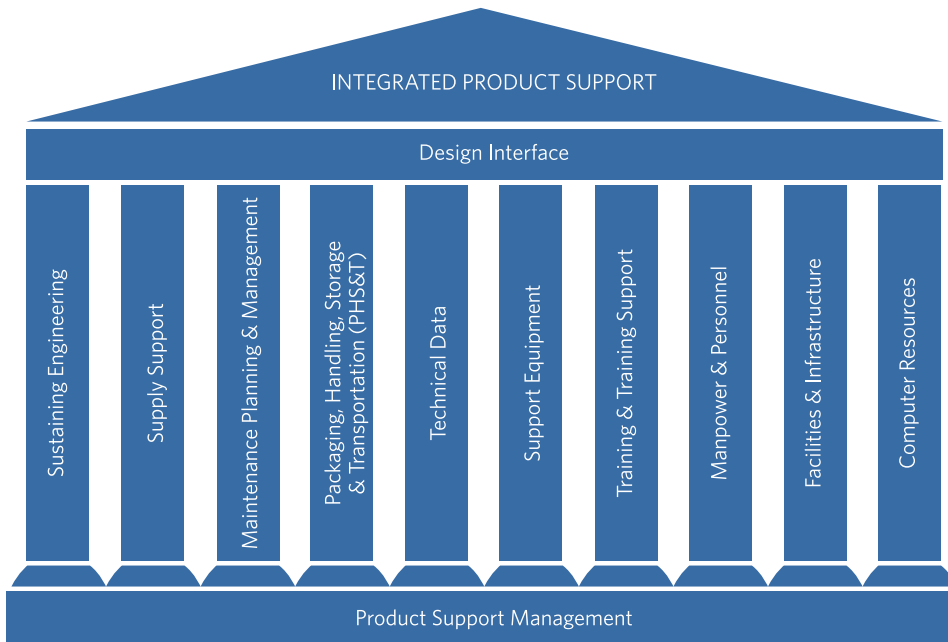 INTEGRATED PRODUCT SUPPORT
Design Interface
Sustaining Engineering
Supply Support
Maintenance Planning & Management
Packaging, Handling, Storage
& Transportation (PHS&T)
Technical Data
Support Equipment
Training & Training Support
Manpower & Personnel
Facilities & Infrastructure
Computer Resources
Product Support Management